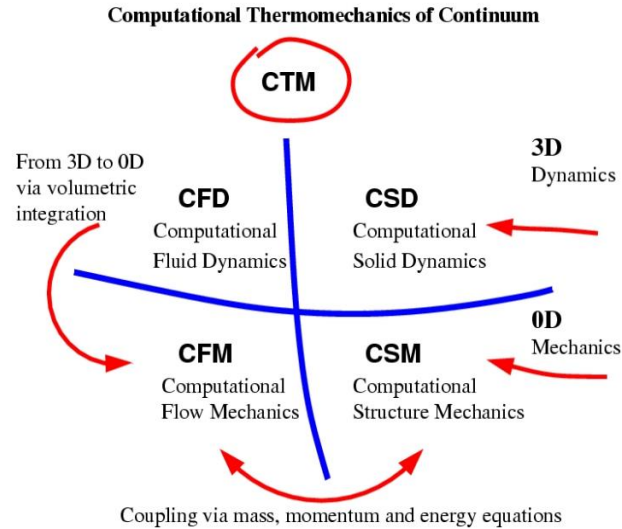 Computational Thermomechanics of Continuum
CTM
From 3D to 0D
via volumetric
integration
CFD
Computational
Fluid Dynamics
CSD
Computational
Solid Dynamics
3D
Dynamics
CFM
Computational
Flow Mechanics
CSM
Computational
Structure Mechanics
0D
Mechanics
Coupling via mass, momentum and energy equations